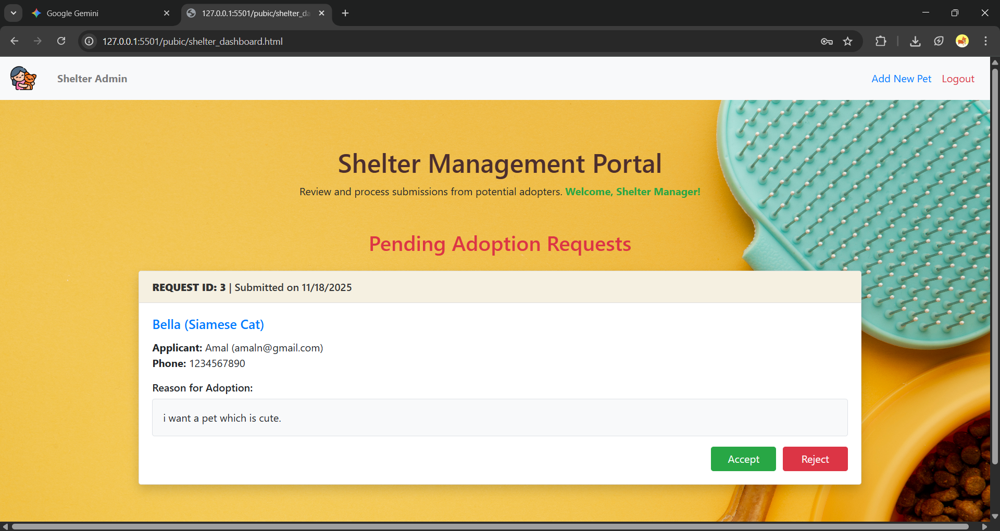 Google Gemini
127.0.0.1:5501/pubic/shelter_da
127.0.0.1:5501/pubic/shelter_dashboard.html
Shelter Admin
Add New Pet
Logout
Shelter Management Portal
Review and process submissions from potential adopters. Welcome, Shelter Manager!
Pending Adoption Requests
REQUEST ID: 3 | Submitted on 11/18/2025
Bella (Siamese Cat)
Applicant: Amal (amaln@gmail.com)
Phone: 1234567890
Reason for Adoption:
i want a pet which is cute.
Accept
Reject